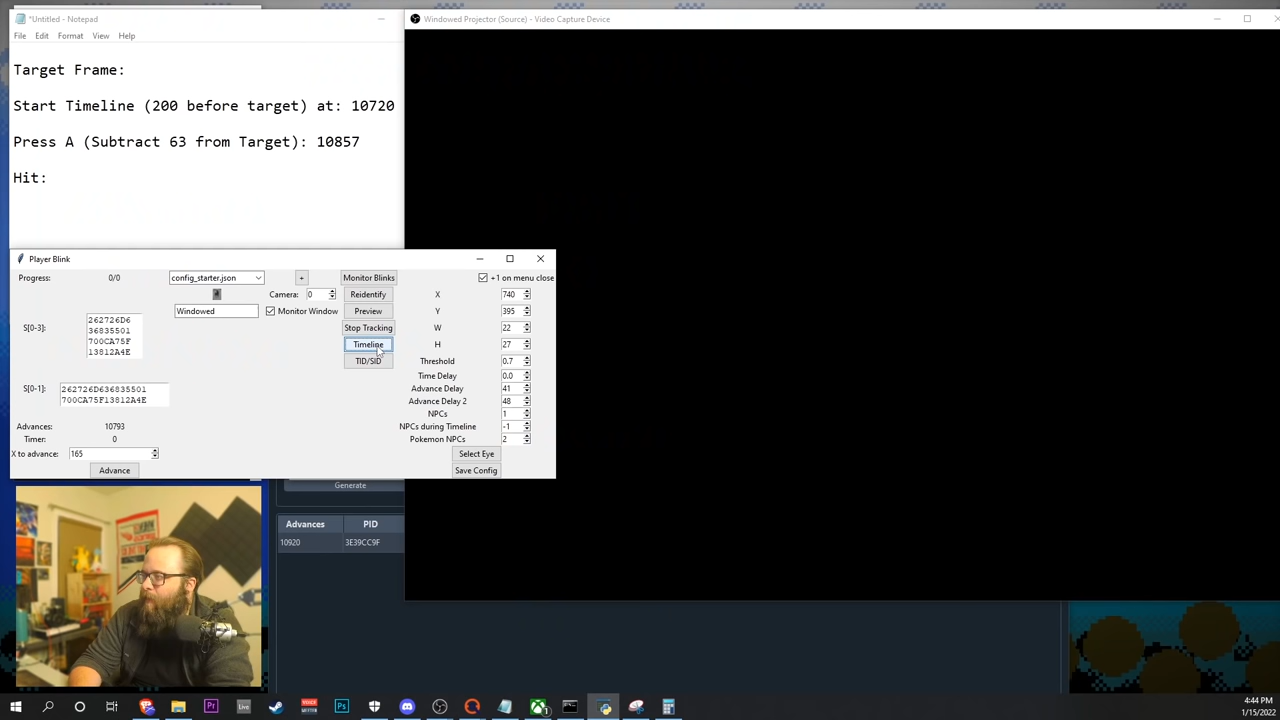 *Untitled - Notepad
File Edit Format View Help
Target Frame:
Start Timeline (200 before target) at: 10720
Press A (Subtract 63 from Target): 10857
Hit:
Windowed Projector (Source) - Video Capture Device
Player Blink
Progress: 0/0 config_starter.json + Monitor Blinks +1 on menu close
Camera: 0 Reidentify X 740
Windowed Monitor Window Preview Y 395
S[0-3]: 262726D6
36835501
700CA75F
13812A4E
Stop Tracking W 22
Timeline H 27
TID/SID Threshold 0.7
Time Delay 0.0
S[0-1]: 262726D636835501
700CA75F13812A4E
Advance Delay 41
Advance Delay 2 48
NPCs 1
Advances: 10793 NPCs during Timeline -1
Timer: 0 Pokemon NPCs 2
X to advance: 165 Select Eye
Advance Save Config
Generate
Advances PID
10920 3E39CC9F
Pr Live Ps
4:44 PM
1/15/2022